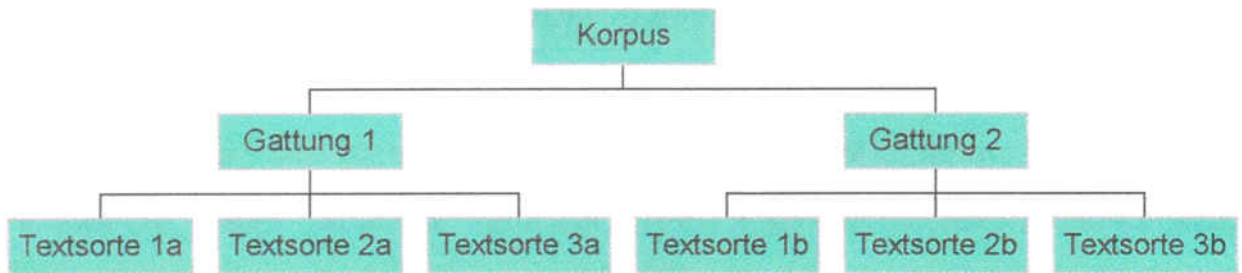 Korpus
Gattung 1
Gattung 2
Textsorte 1a
Textsorte 2a
Textsorte 3a
Textsorte 1b
Textsorte 2b
Textsorte 3b